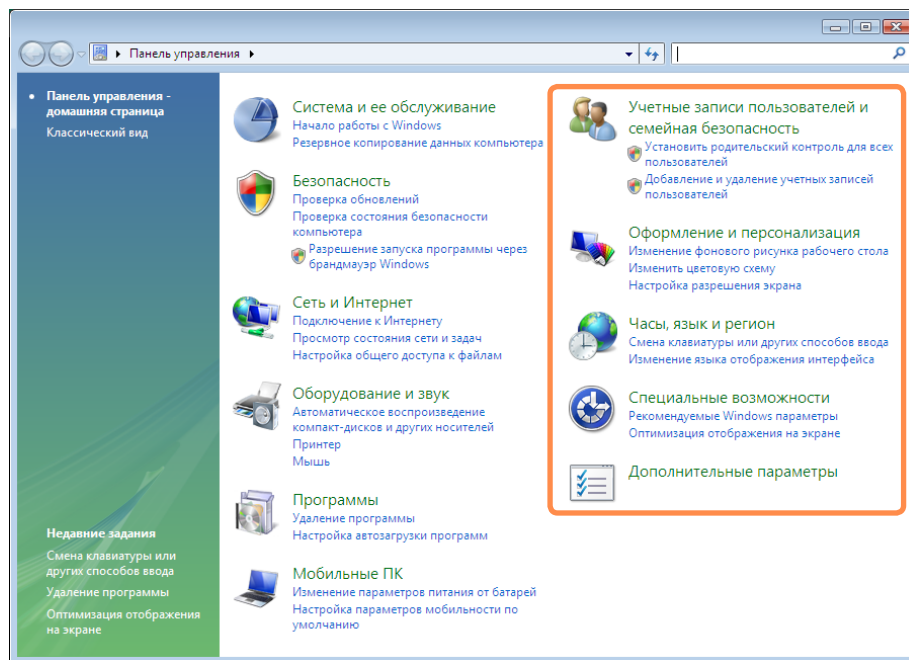 Панель управления
Панель управления -
домашняя страница
Классический вид
Недавние задания
Смена клавиатуры или
других способов ввода
Удаление программы
Оптимизация отображения
на экране
Система и ее обслуживание
Начало работы с Windows
Резервное копирование данных компьютера
Безопасность
Проверка обновлений
Проверка состояния безопасности
компьютера
Разрешение запуска программы через
брандмауэр Windows
Сеть и Интернет
Подключение к Интернету
Просмотр состояния сети и задач
Настройка общего доступа к файлам
Оборудование и звук
Автоматическое воспроизведение
компакт-дисков и других носителей
Принтер
Мышь
Программы
Удаление программы
Настройка автозагрузки программ
Мобильные ПК
Изменение параметров питания от батарей
Настройка параметров мобильности по
умолчанию
Учетные записи пользователей и
семейная безопасность
Установить родительский контроль для всех
пользователей
Добавление и удаление учетных записей
пользователей
Оформление и персонализация
Изменение фонового рисунка рабочего стола
Изменить цветовую схему
Настройка разрешения экрана
Часы, язык и регион
Смена клавиатуры или других способов ввода
Изменение языка отображения интерфейса
Специальные возможности
Рекомендуемые Windows параметры
Оптимизация отображения на экране
Дополнительные параметры